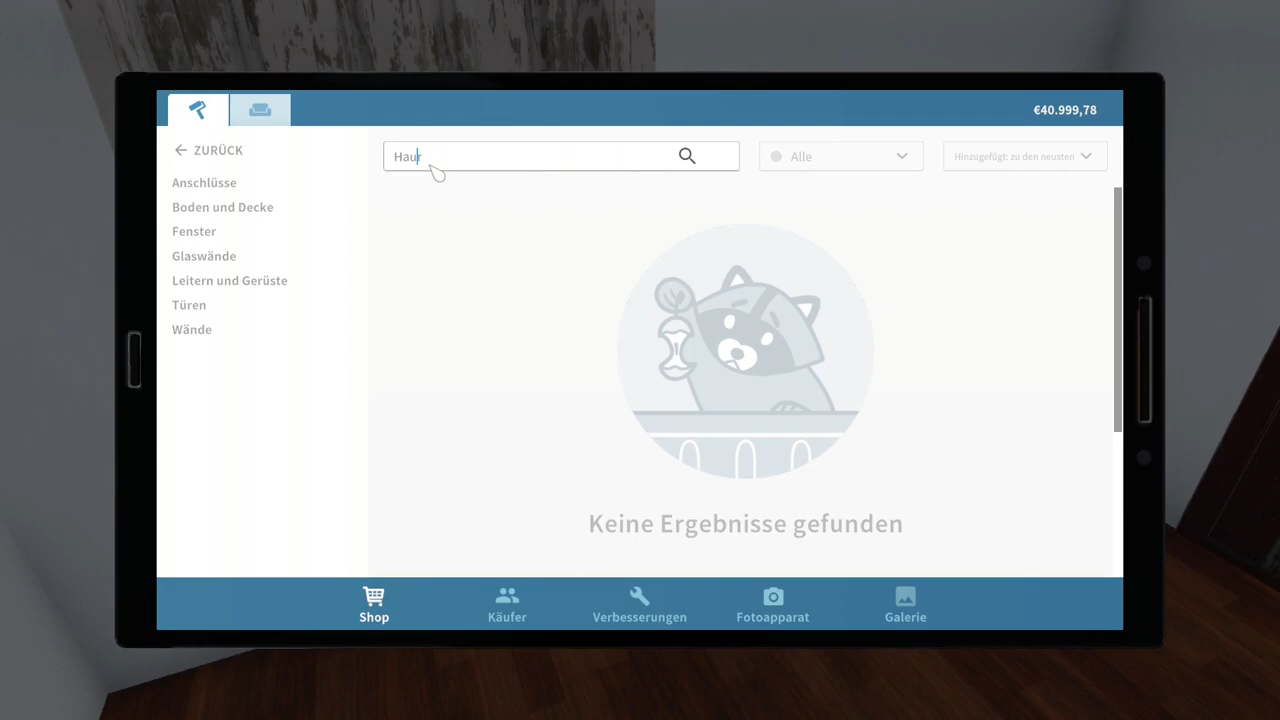 €40.999,78
ZURÜCK
Anschlüsse
Boden und Decke
Fenster
Glaswände
Leitern und Gerüste
Türen
Wände
Haur
Alle
Hinzugefügt: zu den neusten
Keine Ergebnisse gefunden
Shop
Käufer
Verbesserungen
Fotoapparat
Galerie